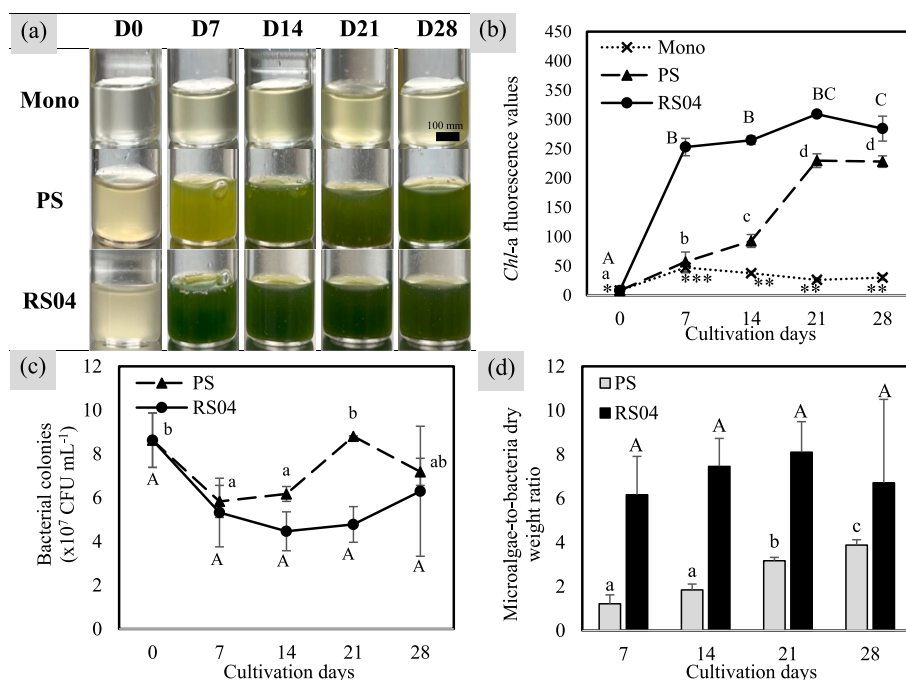 (a)
D0 D7 D14 D21 D28
Mono
100 mm
PS
RS04
(b)
Chl-a fluorescence values
450
400
350
300
250
200
150
100
50
0
Mono
PS
RS04
A
a
*
B
b
***
B
c
**
BC
d
**
C
d
**
0 7 14 21 28
Cultivation days
(c)
Bacterial colonies
(x10⁷ CFU mL⁻¹)
12
10
8
6
4
2
0
PS
RS04
b
A
a
A
a
A
b
A
ab
A
0 7 14 21 28
Cultivation days
(d)
Microalgae-to-bacteria dry
weight ratio
12
10
8
6
4
2
0
PS
RS04
a
A
a
A
b
A
c
A
7 14 21 28
Cultivation days